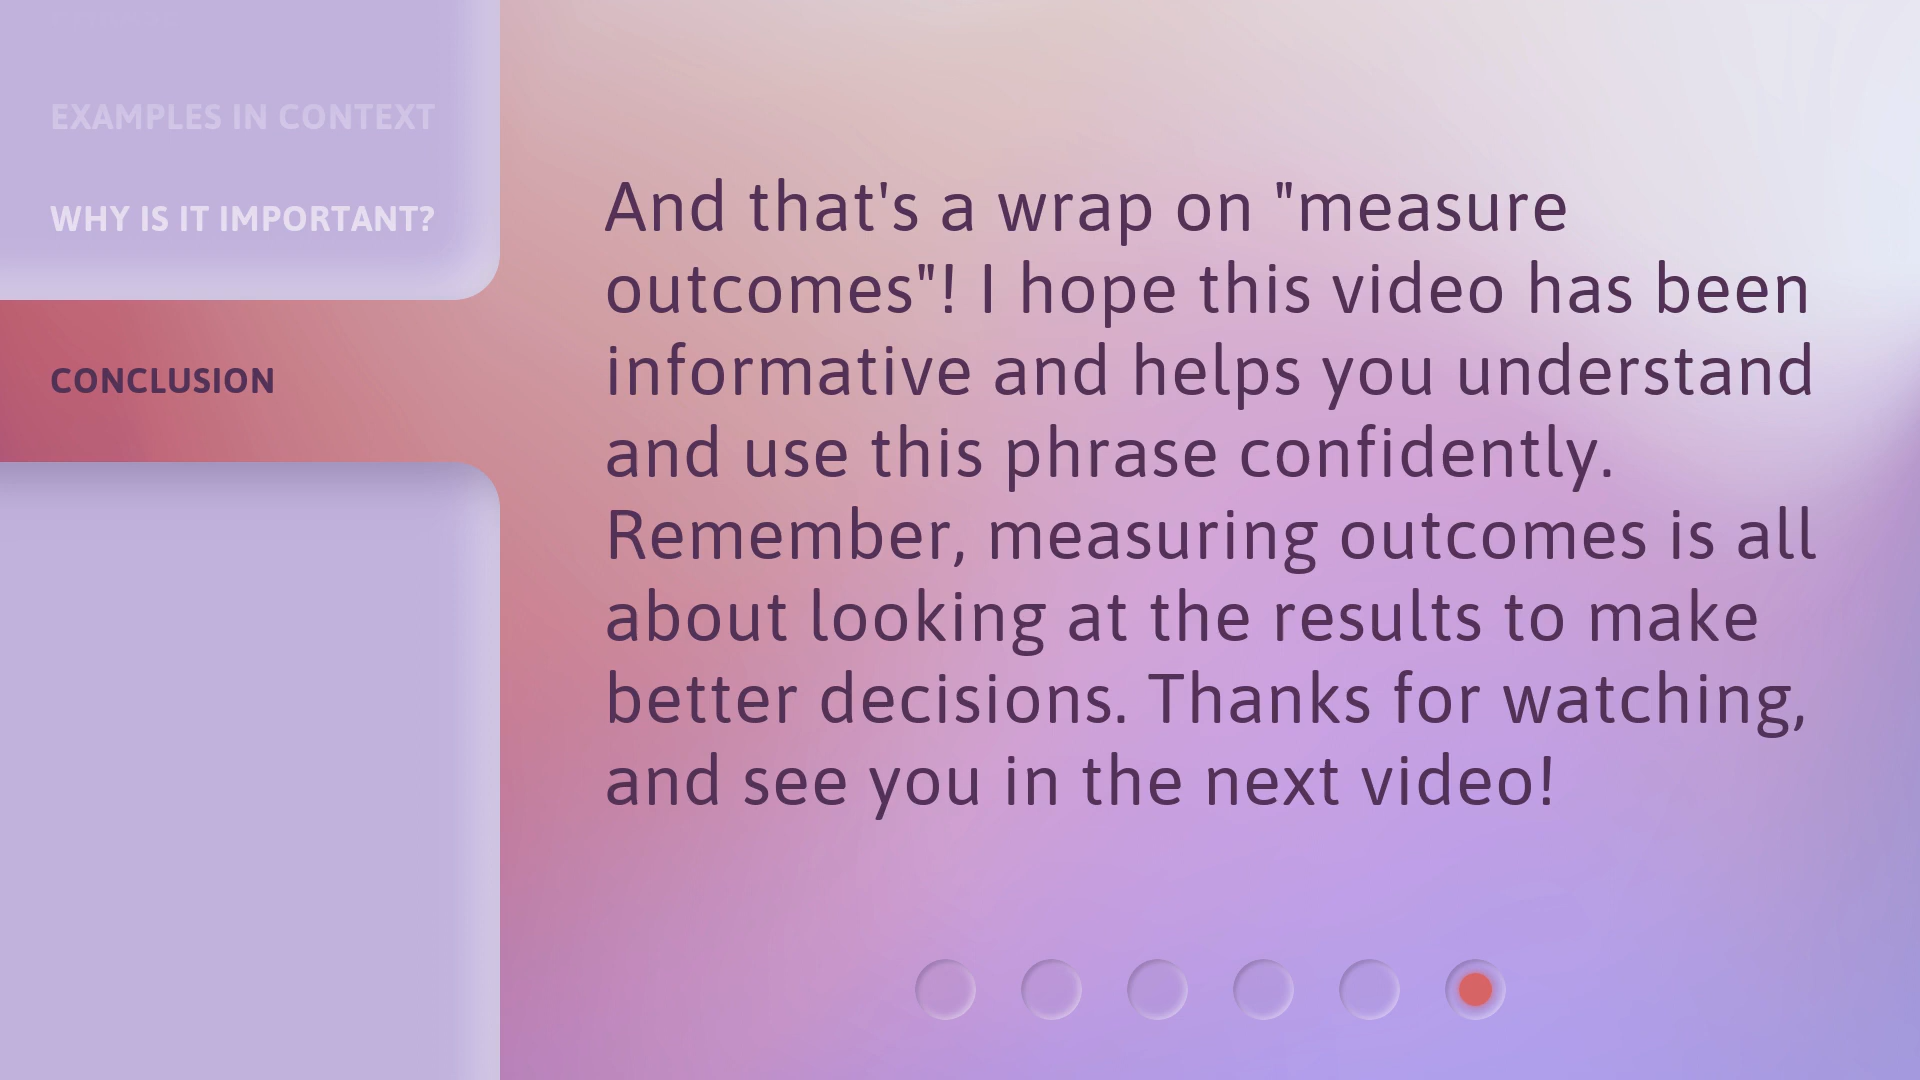 EXAMPLES IN CONTEXT
WHY IS IT IMPORTANT?
CONCLUSION
And that's a wrap on "measure
outcomes"! I hope this video has been
informative and helps you understand
and use this phrase confidently.
Remember, measuring outcomes is all
about looking at the results to make
better decisions. Thanks for watching,
and see you in the next video!